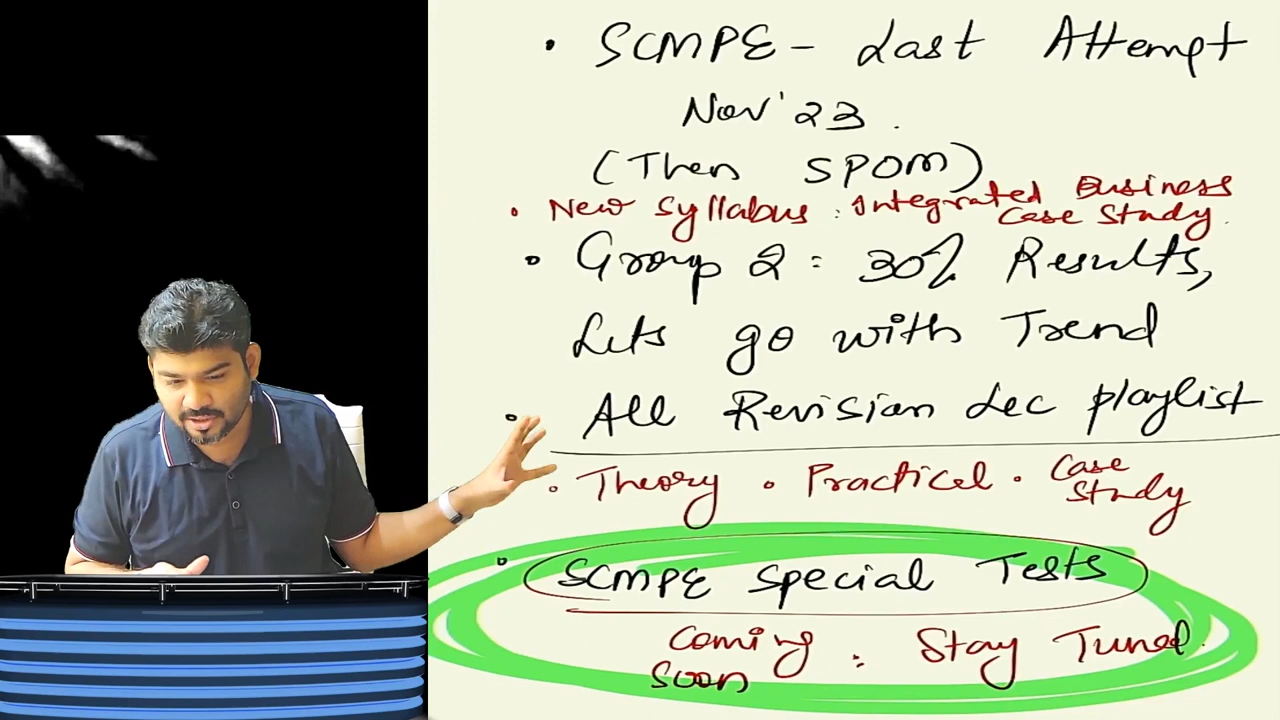 • SCMPE - Last Attempt
Nov'23.
(Then SPOM)
• New Syllabus : Integrated Business
Case Study.
• Group 2 : 30% Results,
Lets go with Trend
• All Revision Lec playlist
• Theory • Practical • Case
Study
• SCMPE Special Tests
Coming : Stay Tuned.
Soon